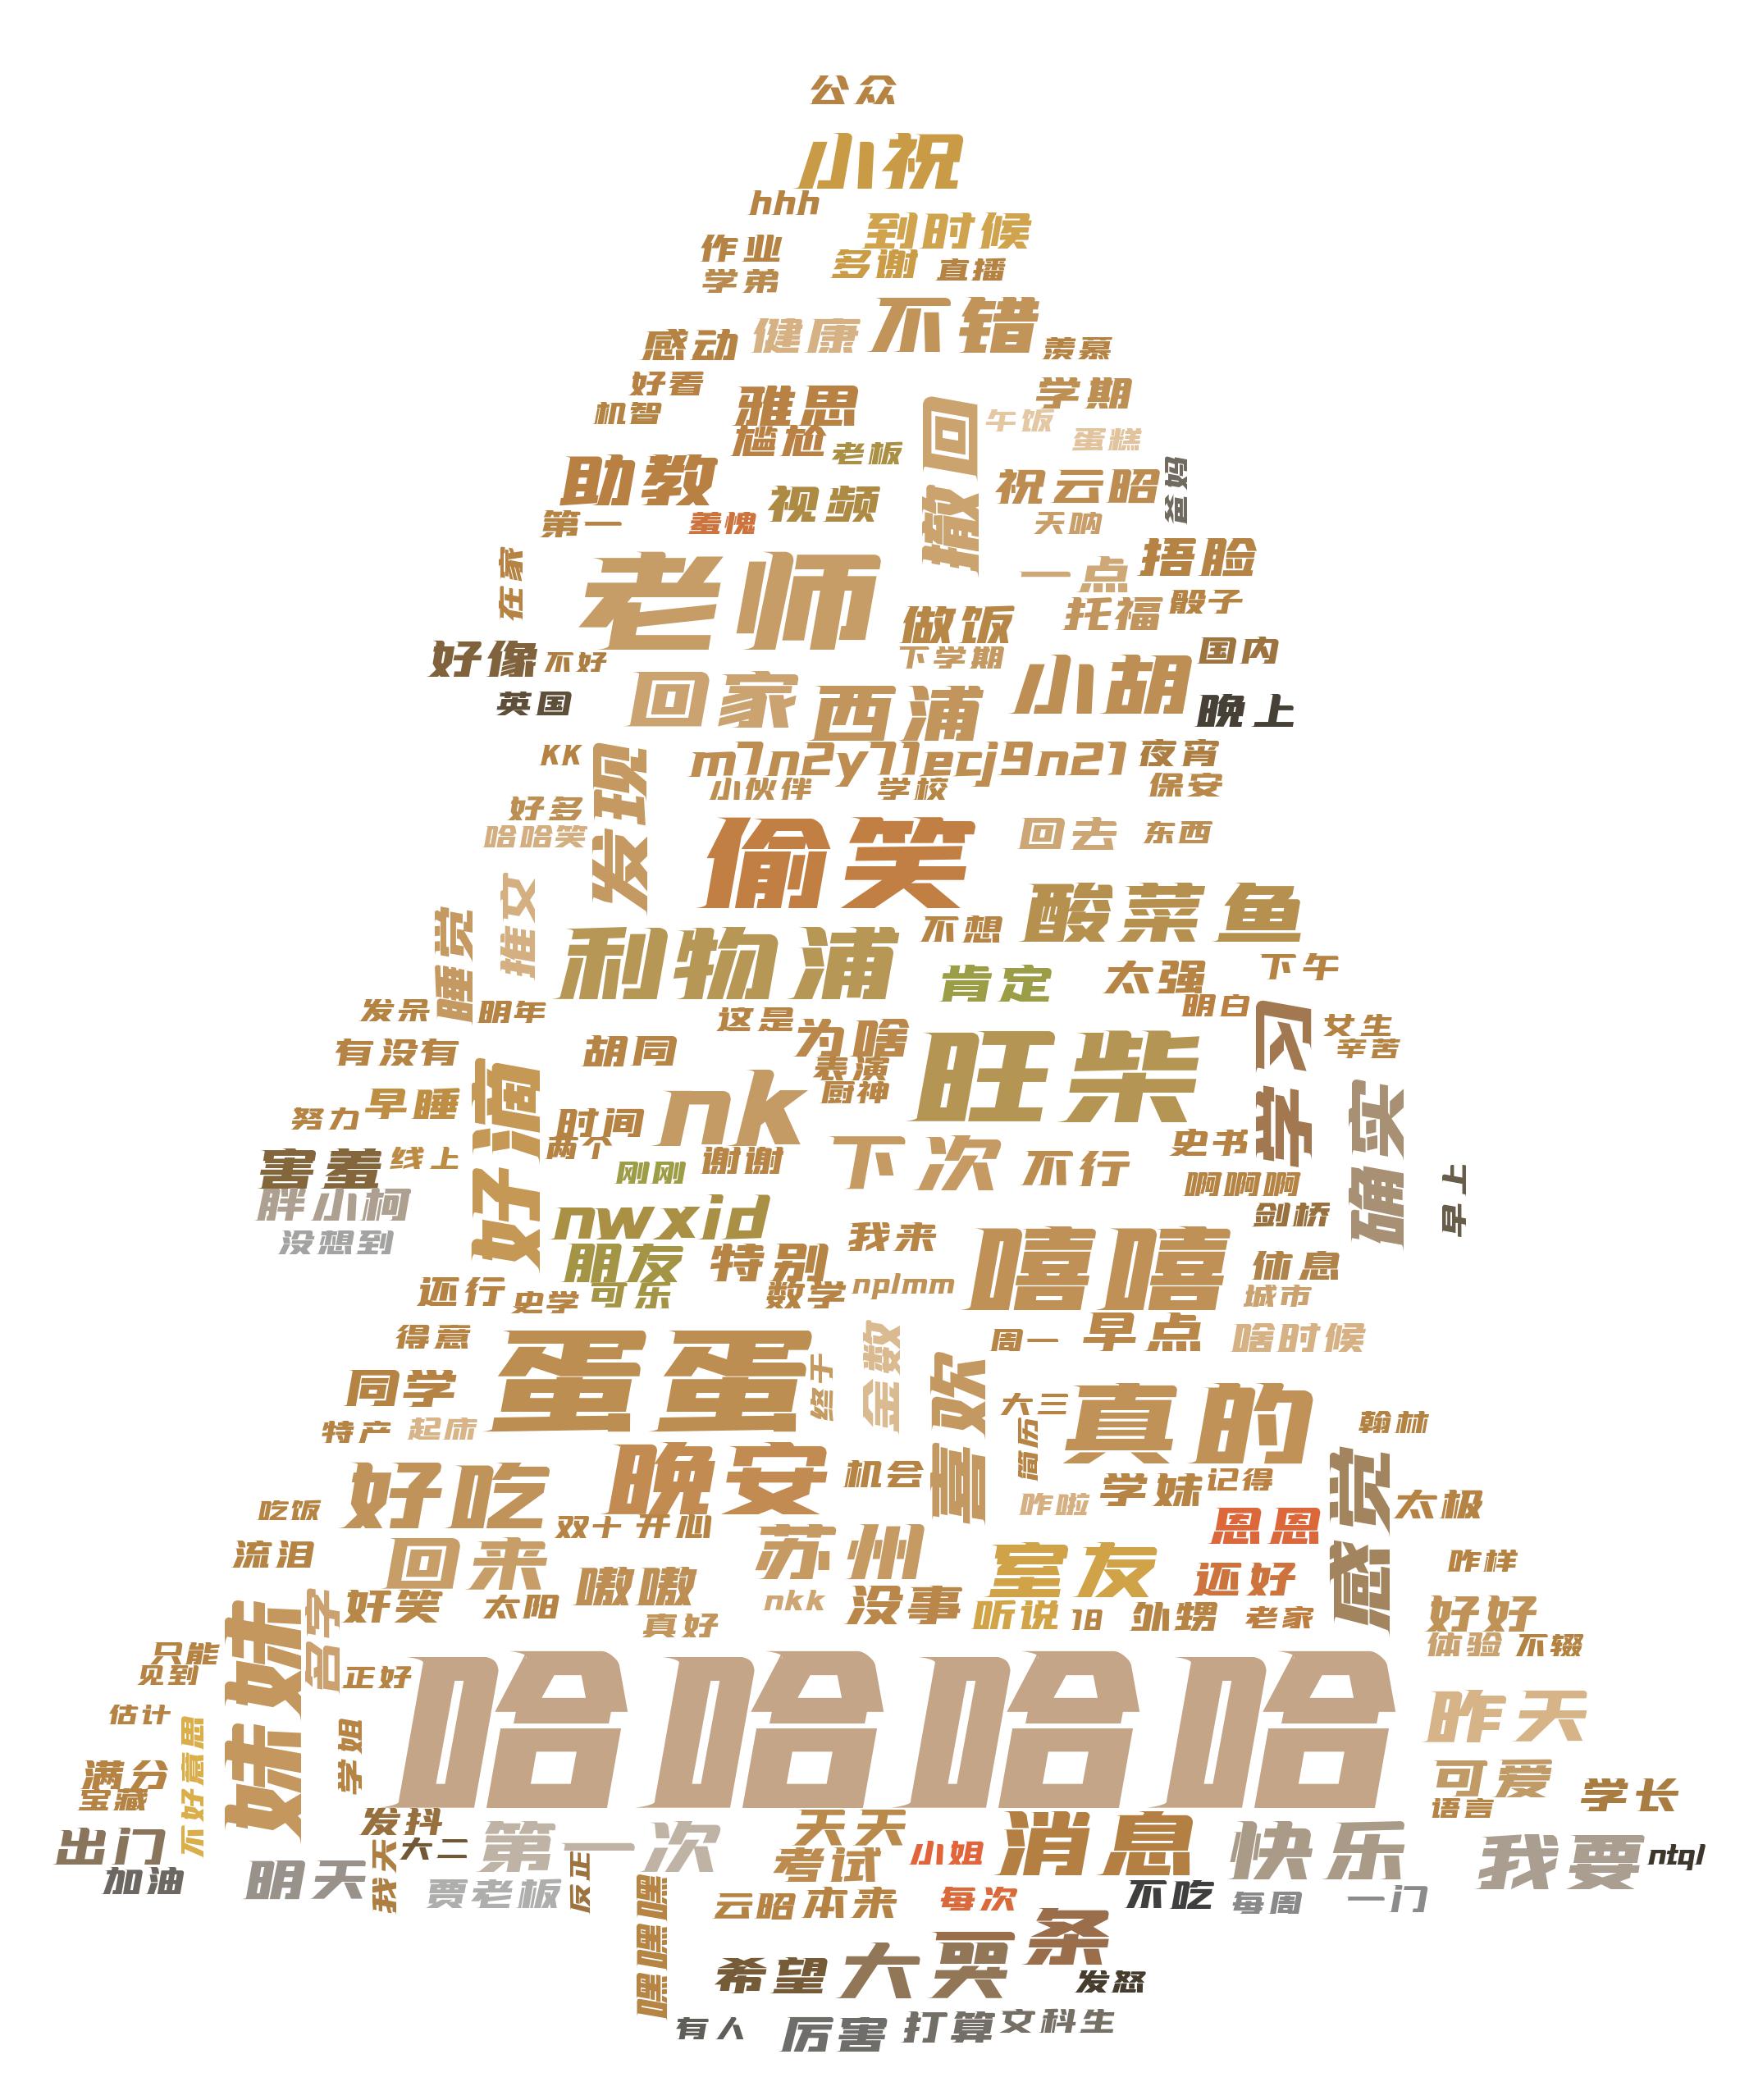 公众
小祝
hhh
到时候
作业
多谢
直播
学弟
不错
健康
感动
羡慕
好看
学期
机智
雅思
撤回
午饭
尴尬
老板
蛋糕
助教
视频
祝云昭
爸妈
第一
羞愧
天呐
老师
在家
一点
捂脸
做饭
托福
骰子
好像
不好
下学期
小胡
国内
英国
回家
西浦
晚上
KK
发现
m1n2y11ecj9n21
夜宵
小伙伴
学校
保安
好多
哈哈笑
偷笑
回去
东西
推文
酸菜鱼
睡觉
利物浦
不想
肯定
太强
下午
发呆
明年
这是
明白
学习
女生
有没有
胡同
为啥
辛苦
表演
旺柴
早睡
好滴
nk
厨神
确实
努力
时间
两个
谢谢
下次
不行
史书
害羞
线上
刚刚
啊啊啊
上早
胖小柯
nwxid
剑桥
没想到
朋友
特别
我来
嘻嘻
休息
还行
史学
可乐
数学
nplmm
城市
得意
蛋蛋
金数
周一
早点
啥时候
同学
终于
喜欢
大三
真的
特产
起床
简历
翰林
好吃
晚安
机会
学妹
记得
感觉
太极
吃饭
双十
开心
咋啦
恩恩
流泪
回来
苏州
室友
还好
咋样
奸笑
太阳
嗷嗷
nkk
没事
听说
18
外甥
老家
好好
妹妹
名字
真好
体验
不辍
只能
见到
正好
哈哈哈哈
昨天
估计
不好意思
学姐
满分
宝藏
可爱
语言
学长
出门
发抖
大二
第一次
天天
小姐
消息
快乐
我要
ntql
加油
明天
我天
贾老板
反正
考试
嘿嘿嘿
云昭
本来
每次
不吃
每周
一门
希望
大哭
条
发怒
有人
厉害
打算
文科生